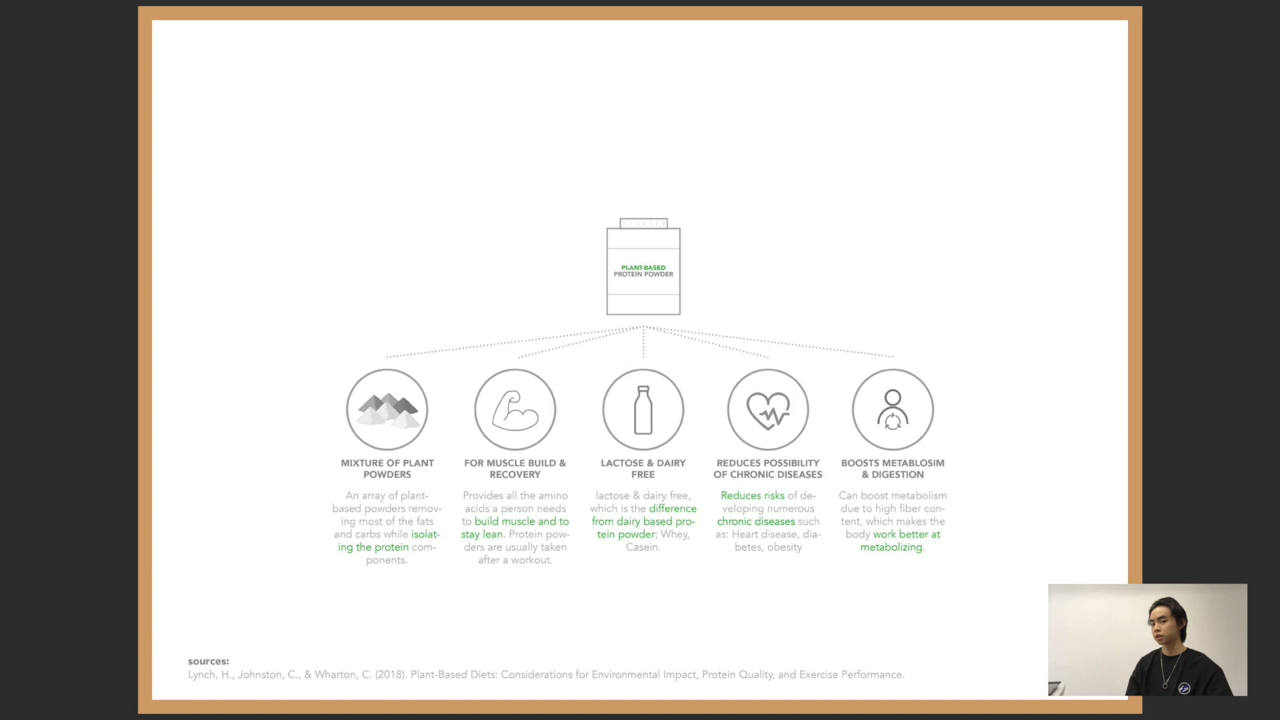 PLANT-BASED
PROTEIN POWDER
MIXTURE OF PLANT
POWDERS
An array of plant-
based powders remov-
ing most of the fats
and carbs while isolat-
ing the protein com-
ponents.
FOR MUSCLE BUILD &
RECOVERY
Provides all the amino
acids a person needs
to build muscle and to
stay lean. Protein pow-
ders are usually taken
after a workout.
LACTOSE & DAIRY
FREE
lactose & dairy free,
which is the difference
from dairy based pro-
tein powder; Whey,
Casein.
REDUCES POSSIBILITY
OF CHRONIC DISEASES
Reduces risks of de-
veloping numerous
chronic diseases such
as: Heart disease, dia-
betes, obesity
BOOSTS METABLOSIM
& DIGESTION
Can boost metabolism
due to high fiber con-
tent, which makes the
body work better at
metabolizing.
sources:
Lynch, H., Johnston, C., & Wharton, C. (2018). Plant-Based Diets: Considerations for Environmental Impact, Protein Quality, and Exercise Performance.